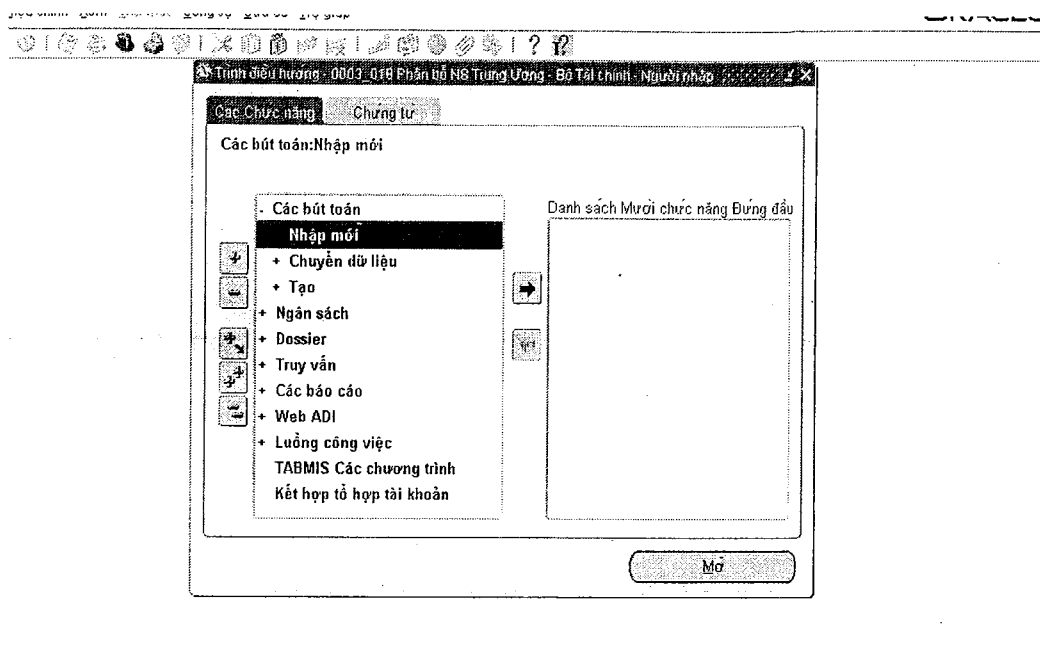 ? ?
Trình điều hướng - 0003_018 Phân bổ NS Trung Ương - Bộ Tài chính - Người nhập
Các Chức năng
Chứng từ
Các bút toán:Nhập mới
- Các bút toán
Nhập mới
+ Chuyển dữ liệu
+ Tạo
+ Ngân sách
+ Dossier
+ Truy vấn
+ Các báo cáo
+ Web ADI
+ Luồng công việc
TABMIS Các chương trình
Kết hợp tổ hợp tài khoản
Danh sách Mười chức năng Đứng đầu
Mở